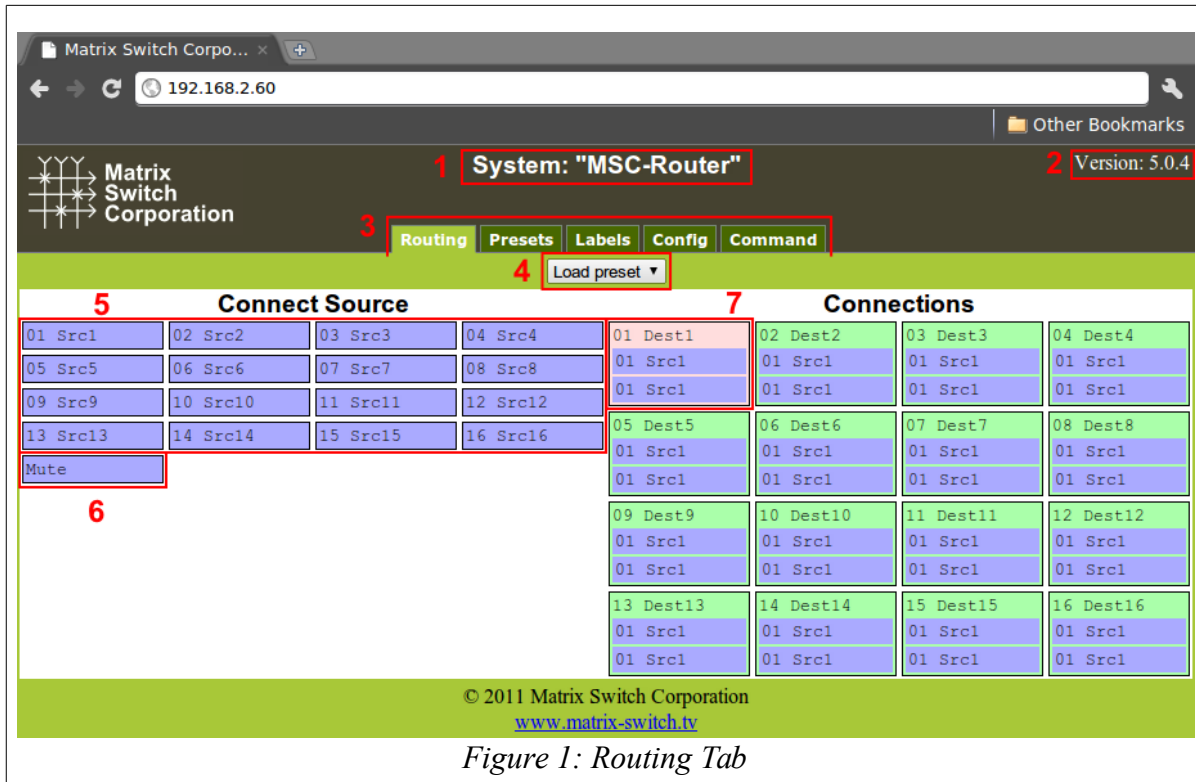 Matrix Switch Corpo... ×
192.168.2.60
Other Bookmarks
Matrix
Switch
Corporation
1 System: "MSC-Router"
2 Version: 5.0.4
3 Routing Presets Labels Config Command
4 Load preset ▼
5 Connect Source 7 Connections
01 Src1 02 Src2 03 Src3 04 Src4
05 Src5 06 Src6 07 Src7 08 Src8
09 Src9 10 Src10 11 Src11 12 Src12
13 Src13 14 Src14 15 Src15 16 Src16
Mute
6
01 Dest1 02 Dest2 03 Dest3 04 Dest4
01 Src1 01 Src1 01 Src1 01 Src1
01 Src1 01 Src1 01 Src1 01 Src1
05 Dest5 06 Dest6 07 Dest7 08 Dest8
01 Src1 01 Src1 01 Src1 01 Src1
01 Src1 01 Src1 01 Src1 01 Src1
09 Dest9 10 Dest10 11 Dest11 12 Dest12
01 Src1 01 Src1 01 Src1 01 Src1
01 Src1 01 Src1 01 Src1 01 Src1
13 Dest13 14 Dest14 15 Dest15 16 Dest16
01 Src1 01 Src1 01 Src1 01 Src1
01 Src1 01 Src1 01 Src1 01 Src1
© 2011 Matrix Switch Corporation
www.matrix-switch.tv
Figure 1: Routing Tab